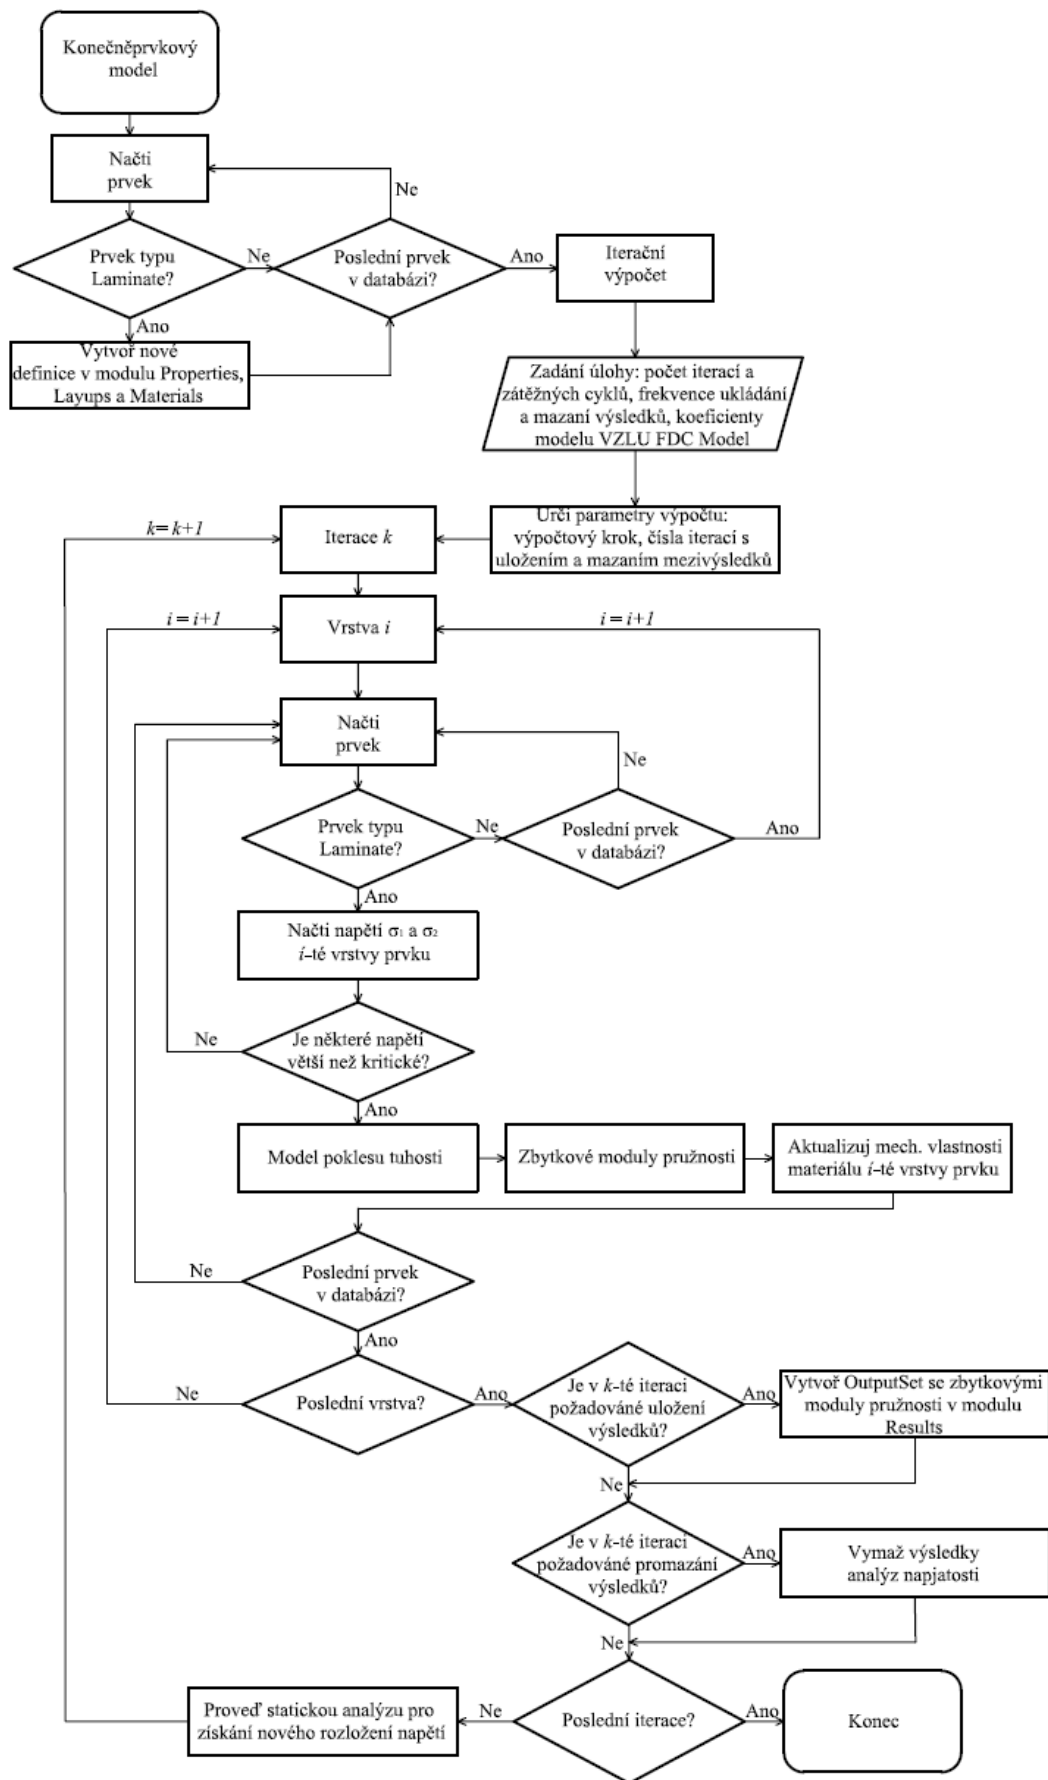 Konečněprvkový
model
Načti
prvek
Ne
Prvek typu
Laminate?
Ne
Poslední prvek
v databázi?
Ano
Iterační
výpočet
Ano
Vytvoř nové
definice v modulu Properties,
Layups a Materials
Zadání úlohy: počet iterací a
zátěžných cyklů, frekvence ukládání
a mazaní výsledků, koeficienty
modelu VZLU FDC Model
k= k+1
Iterace k
Urči parametry výpočtu:
výpočtový krok, čísla iterací s
uložením a mazaním mezivýsledků
i = i+1
Vrstva i
i = i+1
Načti
prvek
Ne
Prvek typu
Laminate?
Ne
Poslední prvek
v databázi?
Ano
Ano
Načti napětí σ₁ a σ₂
i-té vrstvy prvku
Ne
Je některé napětí
větší než kritické?
Ano
Model poklesu tuhosti
Zbytkové moduly pružnosti
Aktualizuj mech. vlastnosti
materiálu i-té vrstvy prvku
Ne
Poslední prvek
v databázi?
Ano
Ne
Poslední vrstva?
Ano
Je v k-té iteraci
požadováné uložení
výsledků?
Ano
Vytvoř OutputSet se zbytkovými
moduly pružnosti v modulu
Results
Ne
Je v k-té iteraci
požadováné promazání
výsledků?
Ano
Vymaž výsledky
analýz napjatosti
Ne
Proveď statickou analýzu pro
získání nového rozložení napětí
Ne
Poslední iterace?
Ano
Konec